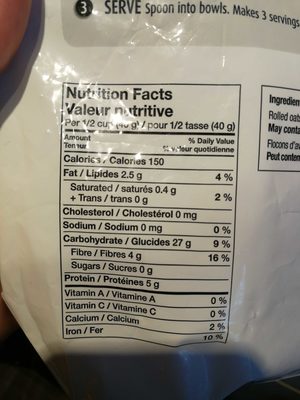 3 SERVE Spoon into bowls. Makes 3 servings
Nutrition Facts
Valeur nutritive
Per 1/2 cup (40 g) / pour 1/2 tasse (40 g)
Amount % Daily Value
Teneur % valeur quotidienne
Calories / Calories 150
Fat / Lipides 2.5 g 4 %
Saturated / saturés 0.4 g
+ Trans / trans 0 g 2 %
Cholesterol / Cholestérol 0 mg
Sodium / Sodium 0 mg 0 %
Carbohydrate / Glucides 27 g 9 %
Fibre / Fibres 4 g 16 %
Sugars / Sucres 0 g
Protein / Protéines 5 g
Vitamin A / Vitamine A 0 %
Vitamin C / Vitamine C 0 %
Calcium / Calcium 2 %
Iron / Fer 10 %
Ingredien
Rolled oats
May conta
Flocons d'av
Peut conten